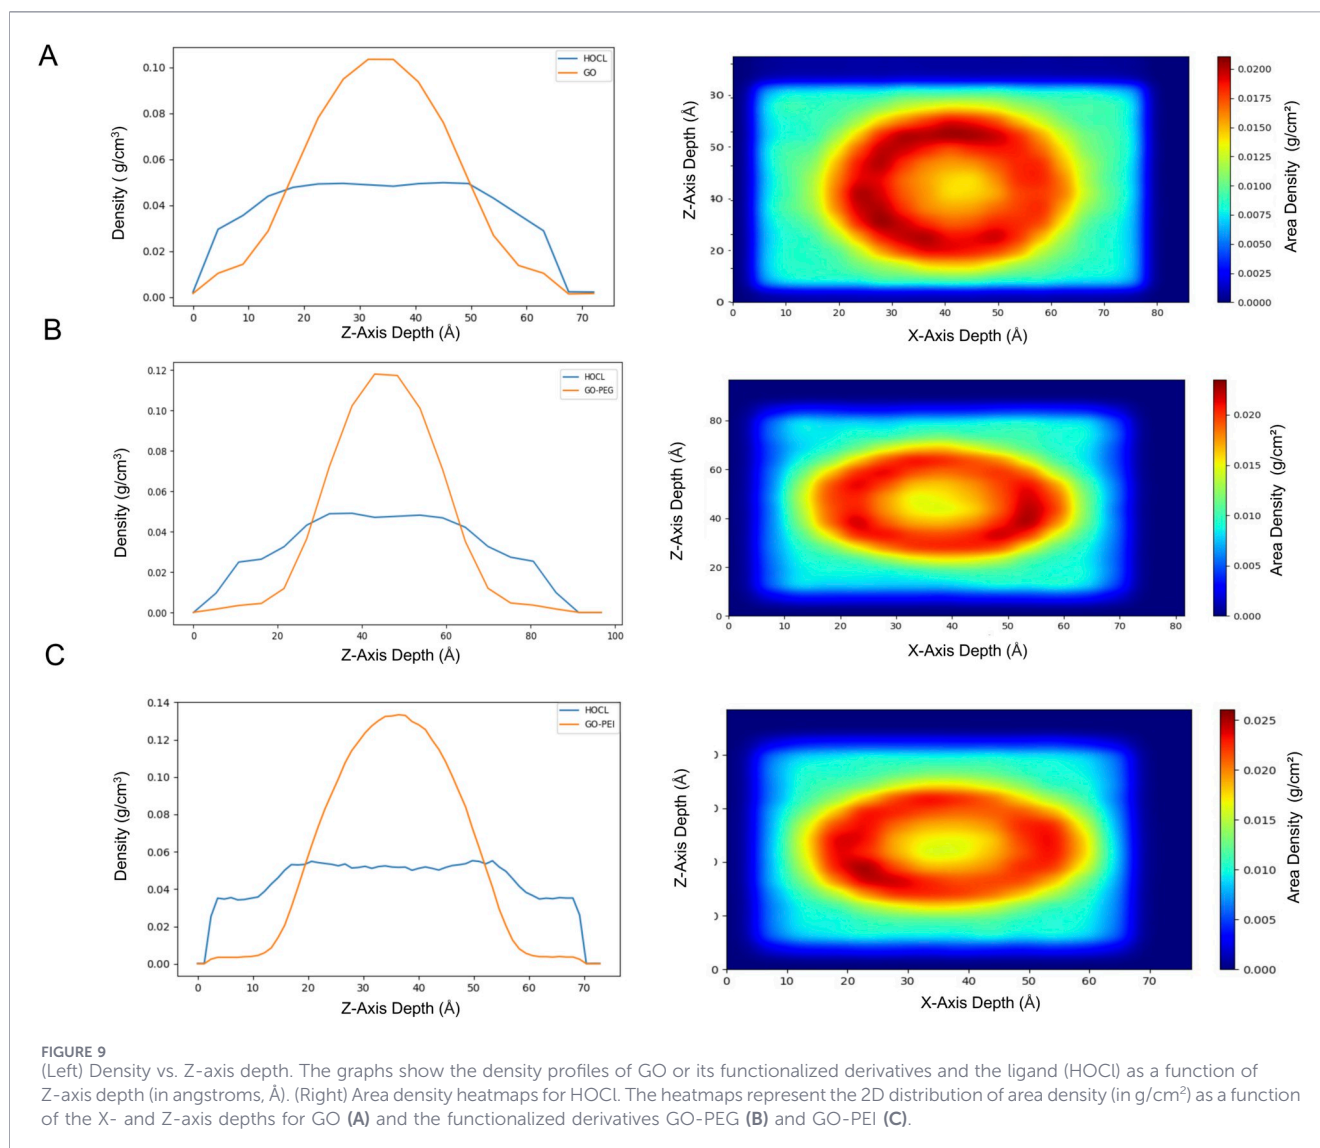 A
HOCL
GO
0.10
0.08
0.06
0.04
0.02
0.00
Density ( g/cm³)
0 10 20 30 40 50 60 70
Z-Axis Depth (Å)
Z-Axis Depth (Å)
20
0
0 10 20 30 40 50 60 70 80
X-Axis Depth (Å)
0.0200
0.0175
0.0150
0.0125
0.0100
0.0075
0.0050
0.0025
0.0000
Area Density (g/cm²)
B
HOCL
GO-PEG
0.12
0.10
0.08
0.06
0.04
0.02
0.00
Density (g/cm³)
0 20 40 60 80 100
Z-Axis Depth (Å)
Z-Axis Depth (Å)
80
60
40
20
0
0 10 20 30 40 50 60 70 80
X-Axis Depth (Å)
0.020
0.015
0.010
0.005
0.000
Area Density (g/cm²)
C
HOCL
GO-PEI
0.14
0.12
0.10
0.08
0.06
0.04
0.02
0.00
Density (g/cm³)
0 10 20 30 40 50 60 70
Z-Axis Depth (Å)
Z-Axis Depth (Å)
0
0 10 20 30 40 50 60 70
X-Axis Depth (Å)
0.025
0.020
0.015
0.010
0.005
0.000
Area Density (g/cm²)
FIGURE 9
(Left) Density vs. Z-axis depth. The graphs show the density profiles of GO or its functionalized derivatives and the ligand (HOCl) as a function of
Z-axis depth (in angstroms, Å). (Right) Area density heatmaps for HOCl. The heatmaps represent the 2D distribution of area density (in g/cm²) as a function
of the X- and Z-axis depths for GO (A) and the functionalized derivatives GO-PEG (B) and GO-PEI (C).